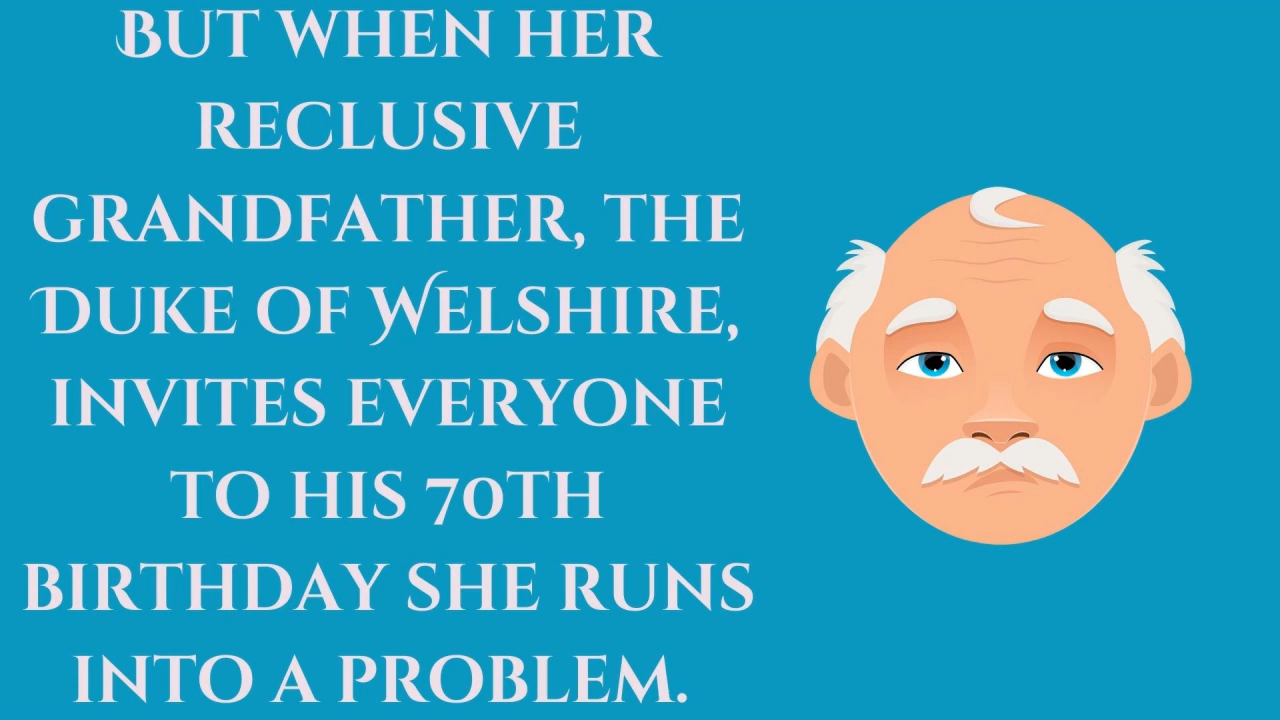 But when her
reclusive
grandfather, the
Duke of Welshire,
invites everyone
to his 70th
birthday she runs
into a problem.